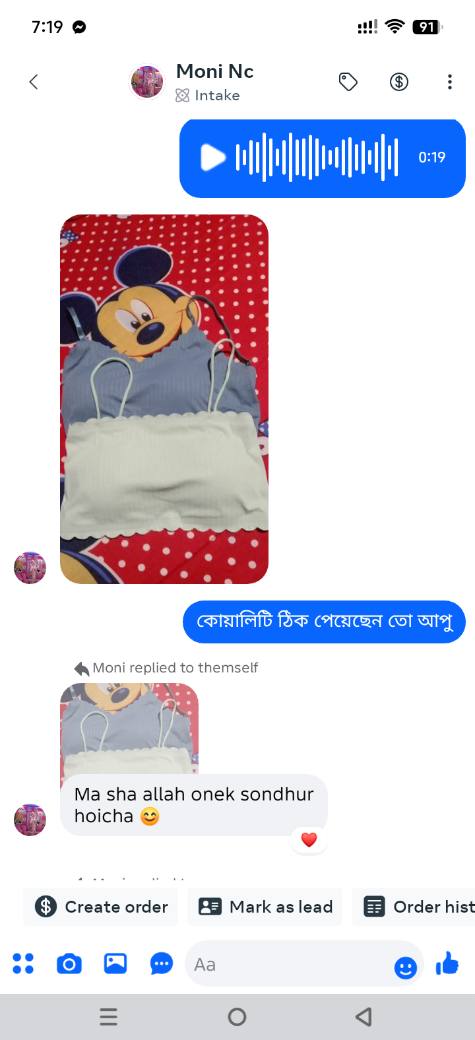 7:19
91
Moni Nc
Intake
0:19
কোয়ালিটি ঠিক পেয়েছেন তো আপু
Moni replied to themself
Ma sha allah onek sondhur
hoicha 😊
Create order
Mark as lead
Order hist
Aa